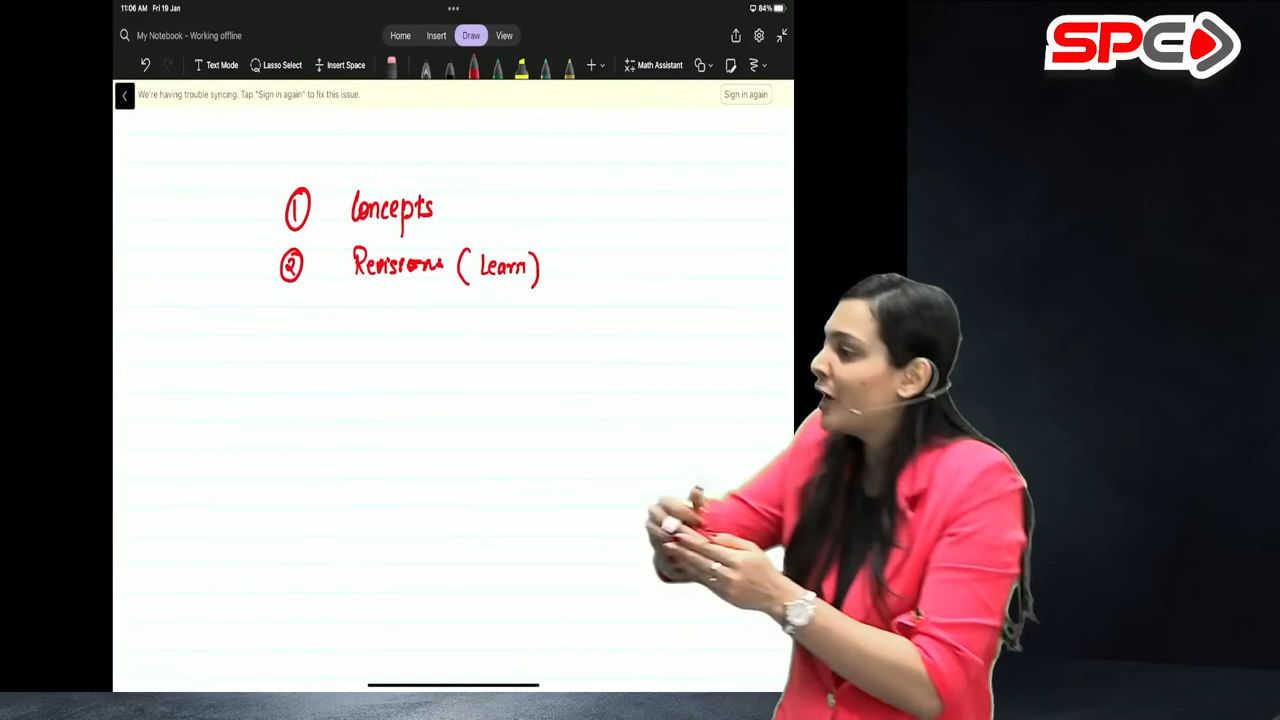 11:06 AM Fri 19 Jan
84%
SPC
My Notebook - Working offline
Home Insert Draw View
Text Mode Lasso Select Insert Space Math Assistant
We're having trouble syncing. Tap "Sign in again" to fix this issue.
Sign in again
① Concepts
② Revisions (Learn)